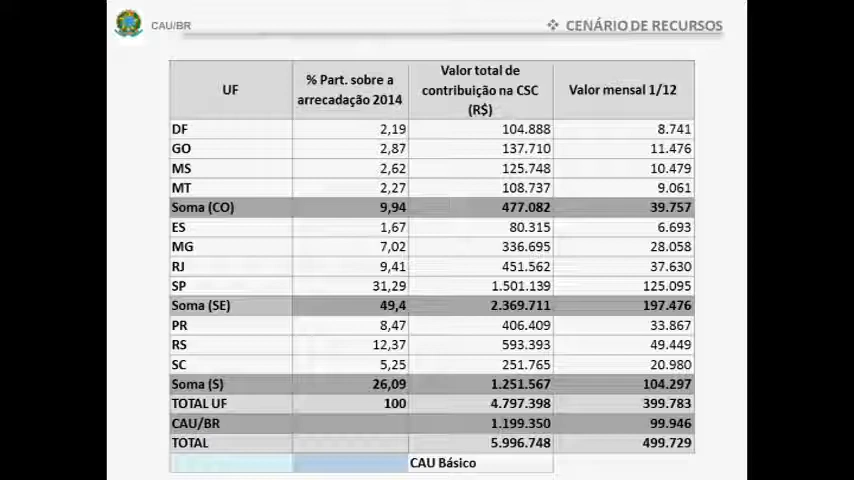 CAU/BR
❖ CENÁRIO DE RECURSOS
UF % Part. sobre a arrecadação 2014 Valor total de contribuição na CSC (R$) Valor mensal 1/12
DF 2,19 104.888 8.741
GO 2,87 137.710 11.476
MS 2,62 125.748 10.479
MT 2,27 108.737 9.061
Soma (CO) 9,94 477.082 39.757
ES 1,67 80.315 6.693
MG 7,02 336.695 28.058
RJ 9,41 451.562 37.630
SP 31,29 1.501.139 125.095
Soma (SE) 49,4 2.369.711 197.476
PR 8,47 406.409 33.867
RS 12,37 593.393 49.449
SC 5,25 251.765 20.980
Soma (S) 26,09 1.251.567 104.297
TOTAL UF 100 4.797.398 399.783
CAU/BR 1.199.350 99.946
TOTAL 5.996.748 499.729
CAU Básico